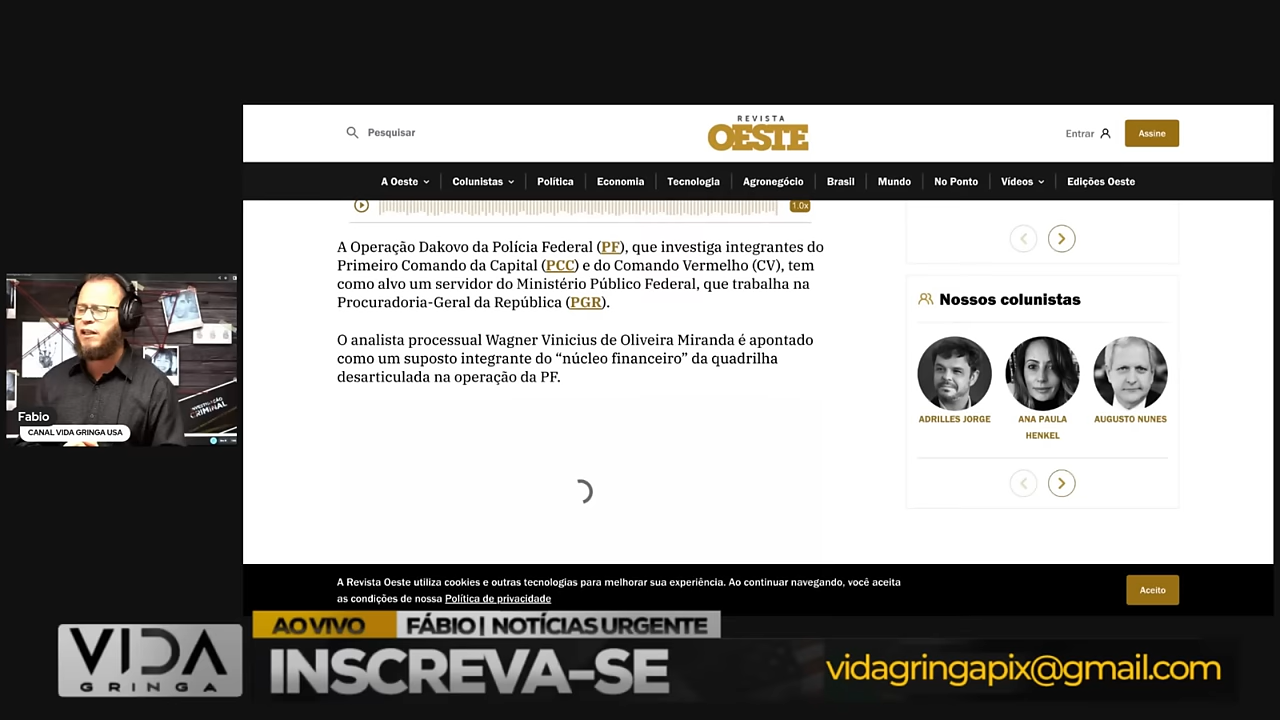 Pesquisar
REVISTA
OESTE
Entrar
Assine
A Oeste
Colunistas
Política
Economia
Tecnologia
Agronegócio
Brasil
Mundo
No Ponto
Vídeos
Edições Oeste
1.0x
A Operação Dakovo da Polícia Federal (PF), que investiga integrantes do
Primeiro Comando da Capital (PCC) e do Comando Vermelho (CV), tem
como alvo um servidor do Ministério Público Federal, que trabalha na
Procuradoria-Geral da República (PGR).
O analista processual Wagner Vinicius de Oliveira Miranda é apontado
como um suposto integrante do “núcleo financeiro” da quadrilha
desarticulada na operação da PF.
Nossos colunistas
ADRILLES JORGE
ANA PAULA
HENKEL
AUGUSTO NUNES
INVESTIGAÇÃO
CRIMINAL
Fabio
CANAL VIDA GRINGA USA
A Revista Oeste utiliza cookies e outras tecnologias para melhorar sua experiência. Ao continuar navegando, você aceita
as condições de nossa Política de privacidade
Aceito
AO VIVO
FÁBIO | NOTÍCIAS URGENTE
VIDA
GRINGA
INSCREVA-SE
vidagringapix@gmail.com